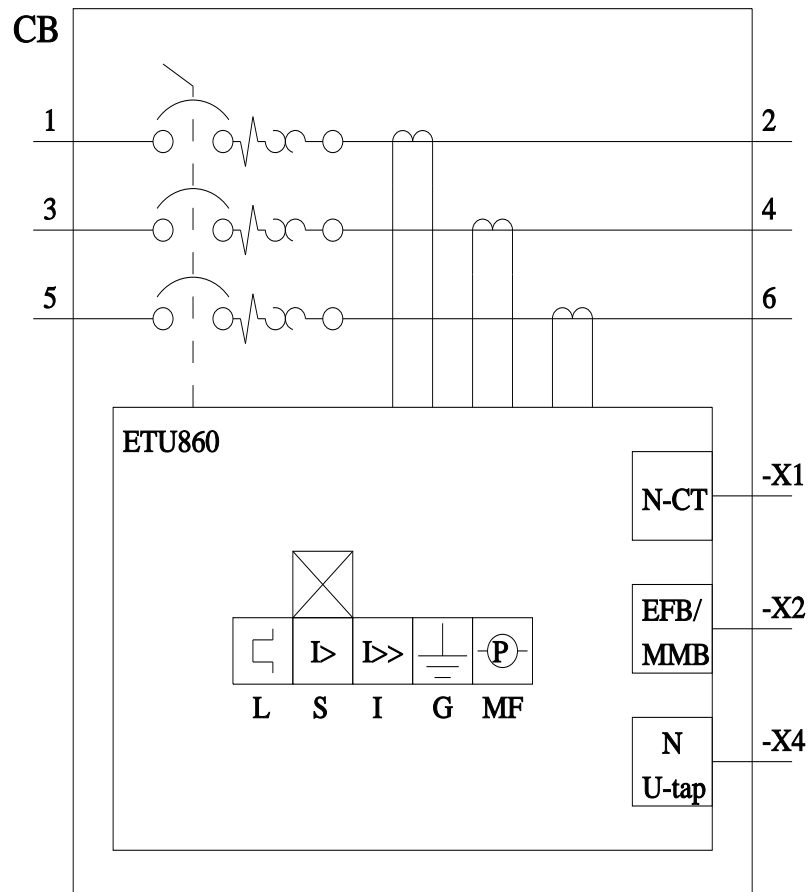 CB
1 2
3 4
5 6
ETU860
N-CT -X1
EFB/ -X2
MMB
I> I>> P
L S I G MF
N -X4
U-tap